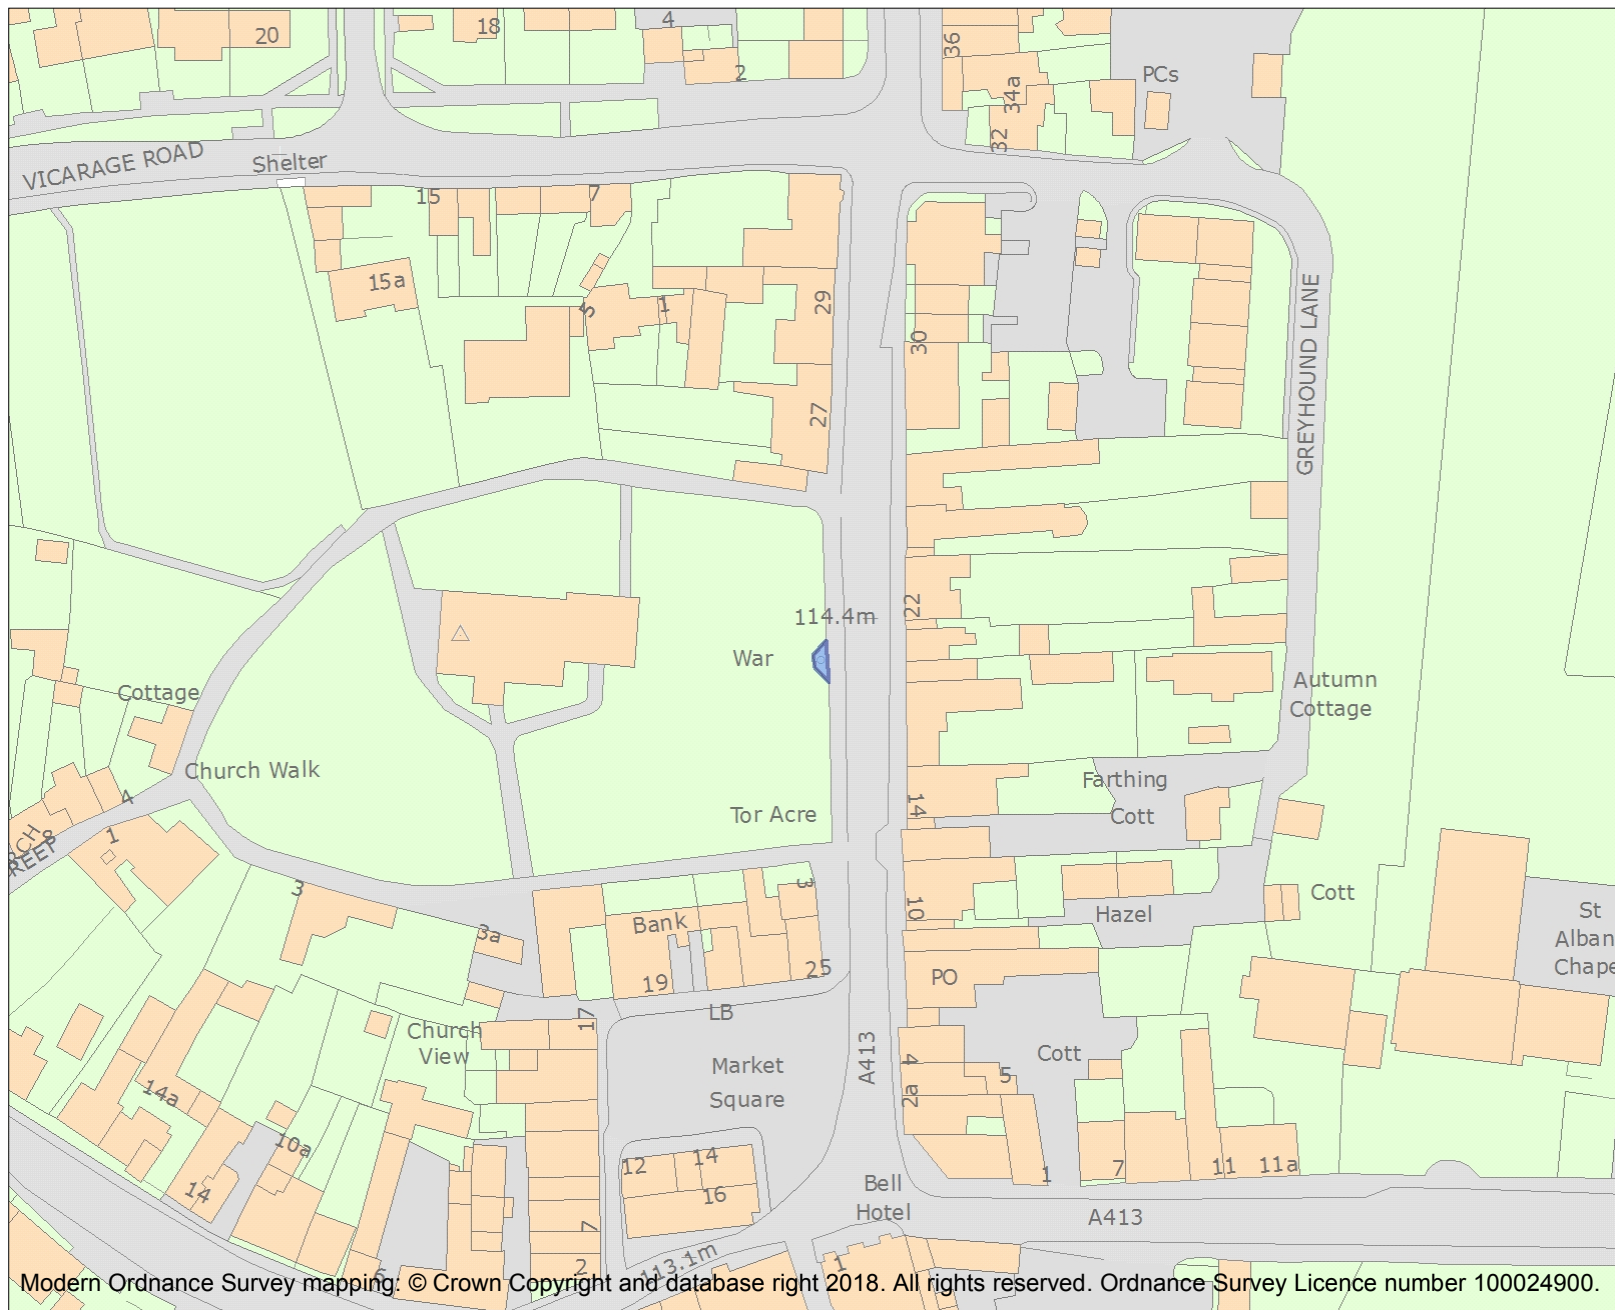 20
18
4
2
36
34a
32
PCs
VICARAGE ROAD
Shelter
15
7
15a
5
1
29
27
30
GREYHOUND LANE
22
114.4m
War
Cottage
Autumn
Cottage
Church Walk
4
1
Tor Acre
14
Farthing
Cott
3
3a
Bank
3
19
25
10
Hazel
Cott
St
Alban
Chape
PO
LB
17
Church
View
Market
Square
A413
4
2a
5
Cott
14a
10a
14
12
14
16
7
2
1
7
11
11a
Bell
Hotel
A413
113.1m
1
6
RCH
REEP
8
Modern Ordnance Survey mapping: © Crown Copyright and database right 2018. All rights reserved. Ordnance Survey Licence number 100024900.